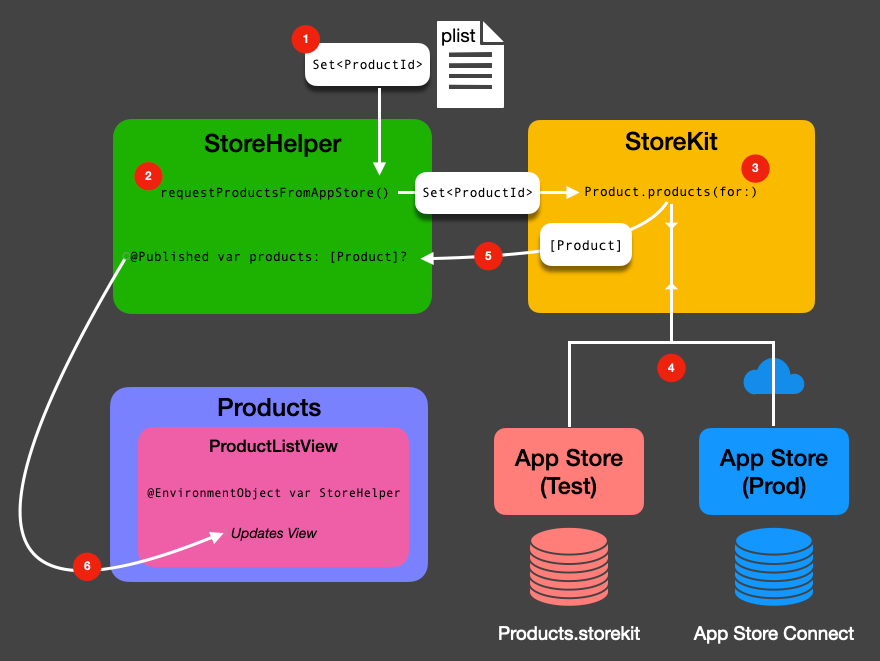 1
Set<ProductId>
plist
StoreHelper
StoreKit
2
requestProductsFromAppStore()
Set<ProductId>
3
Product.products(for:)
[Product]
@Published var products: [Product]?
5
4
Products
ProductListView
@EnvironmentObject var StoreHelper
Updates View
6
App Store
(Test)
App Store
(Prod)
Products.storekit
App Store Connect